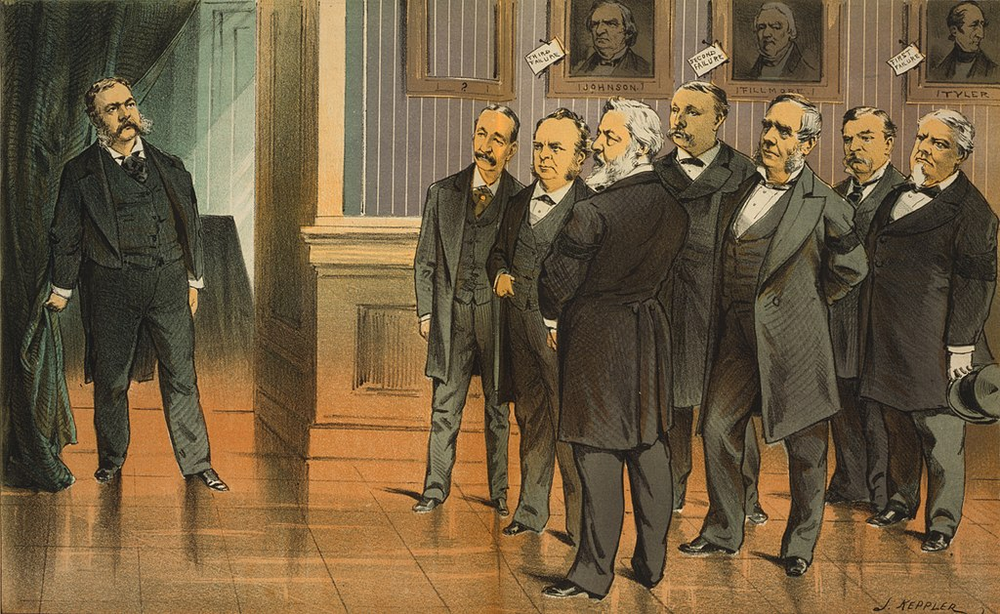 THIRD
FAILURE
SECOND
FAILURE
FIRST
FAILURE
?
JOHNSON.
FILLMORE
TYLER
J. KEPPLER